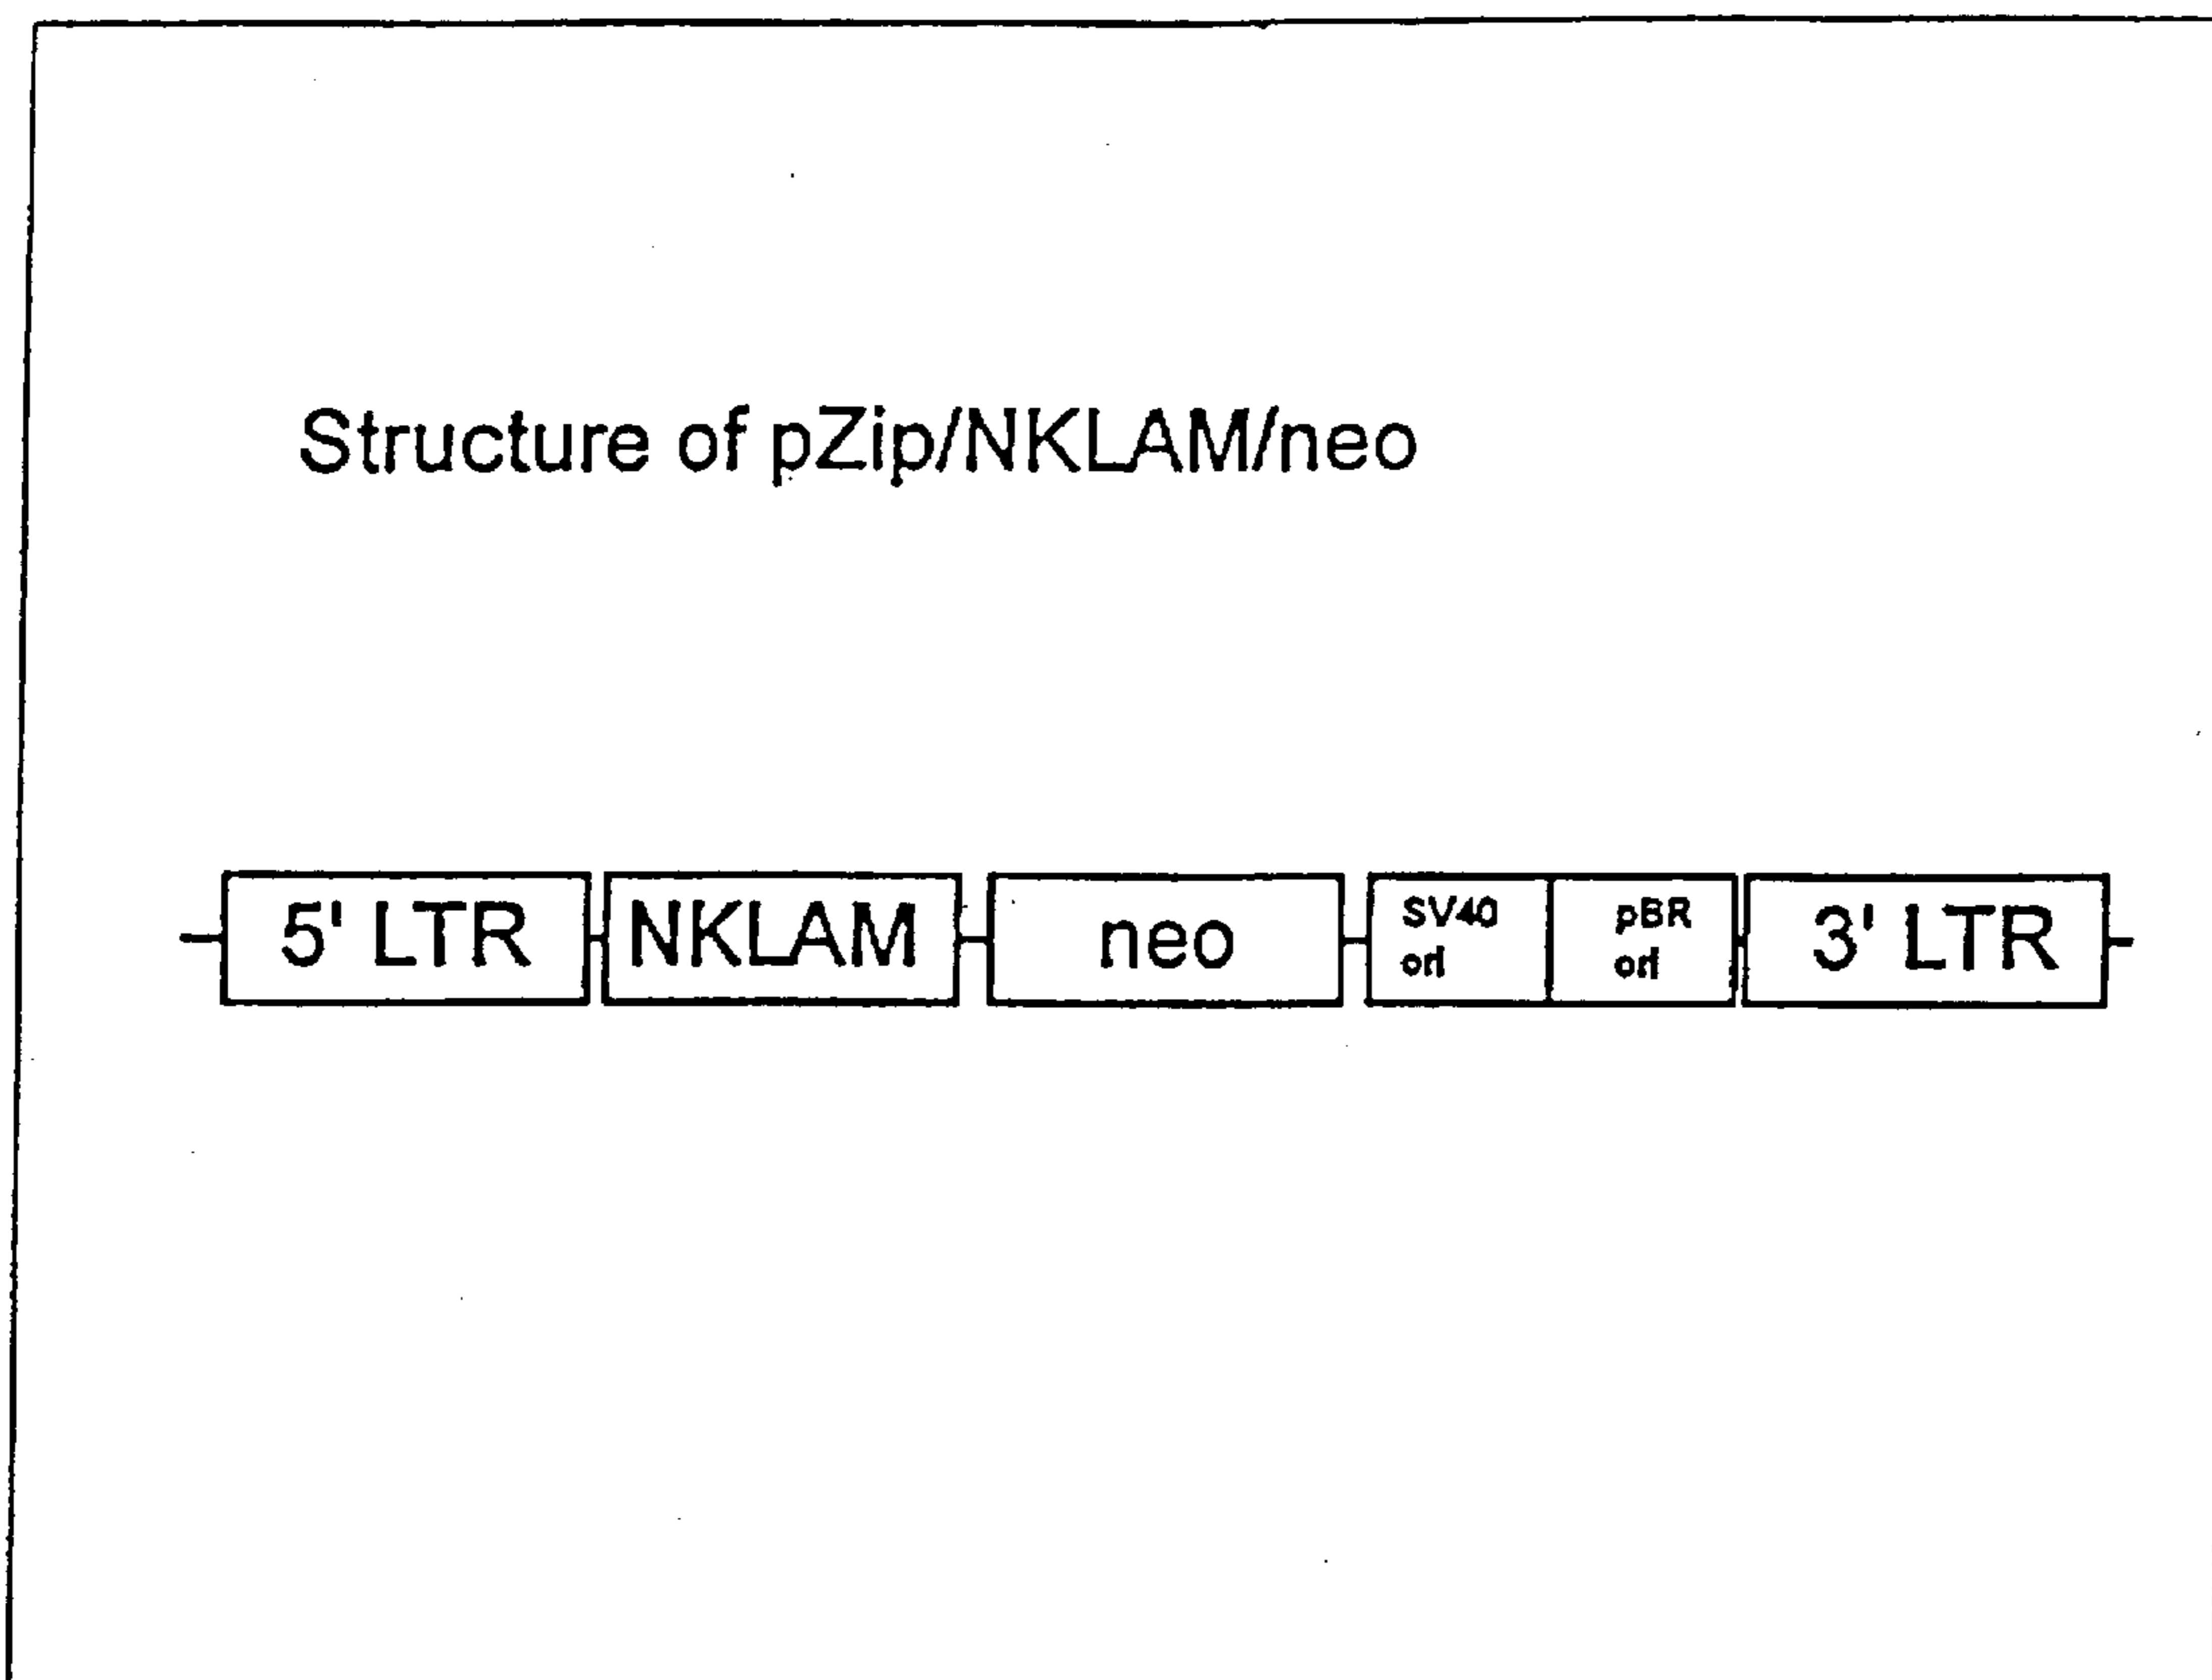 Structure of pZip/NKLAM/neo
5' LTR NKLAM neo SV40 ori pBR ori 3' LTR